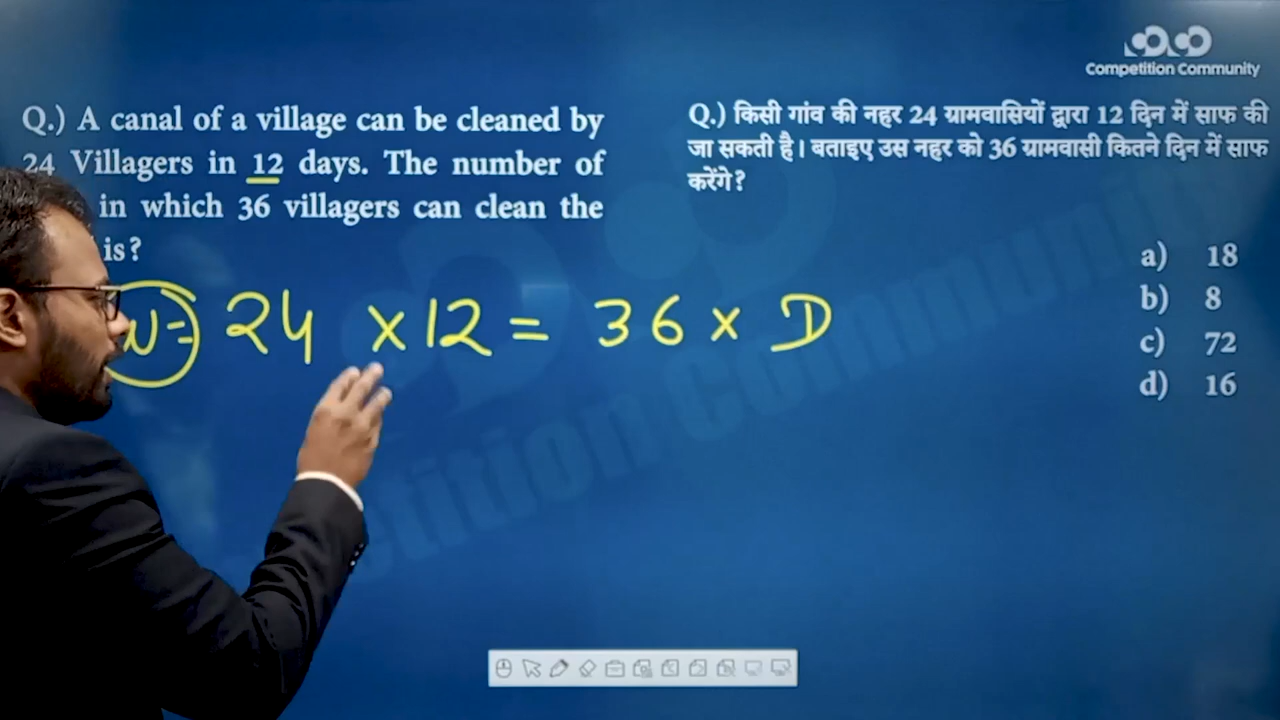 Competition Community
Q.) A canal of a village can be cleaned by
24 Villagers in 12 days. The number of
in which 36 villagers can clean the
is?
Q.) किसी गांव की नहर 24 ग्रामवासियों द्वारा 12 दिन में साफ की
जा सकती है। बताइए उस नहर को 36 ग्रामवासी कितने दिन में साफ
करेंगे?
a) 18
b) 8
c) 72
d) 16
W= 24 × 12 = 36 × D